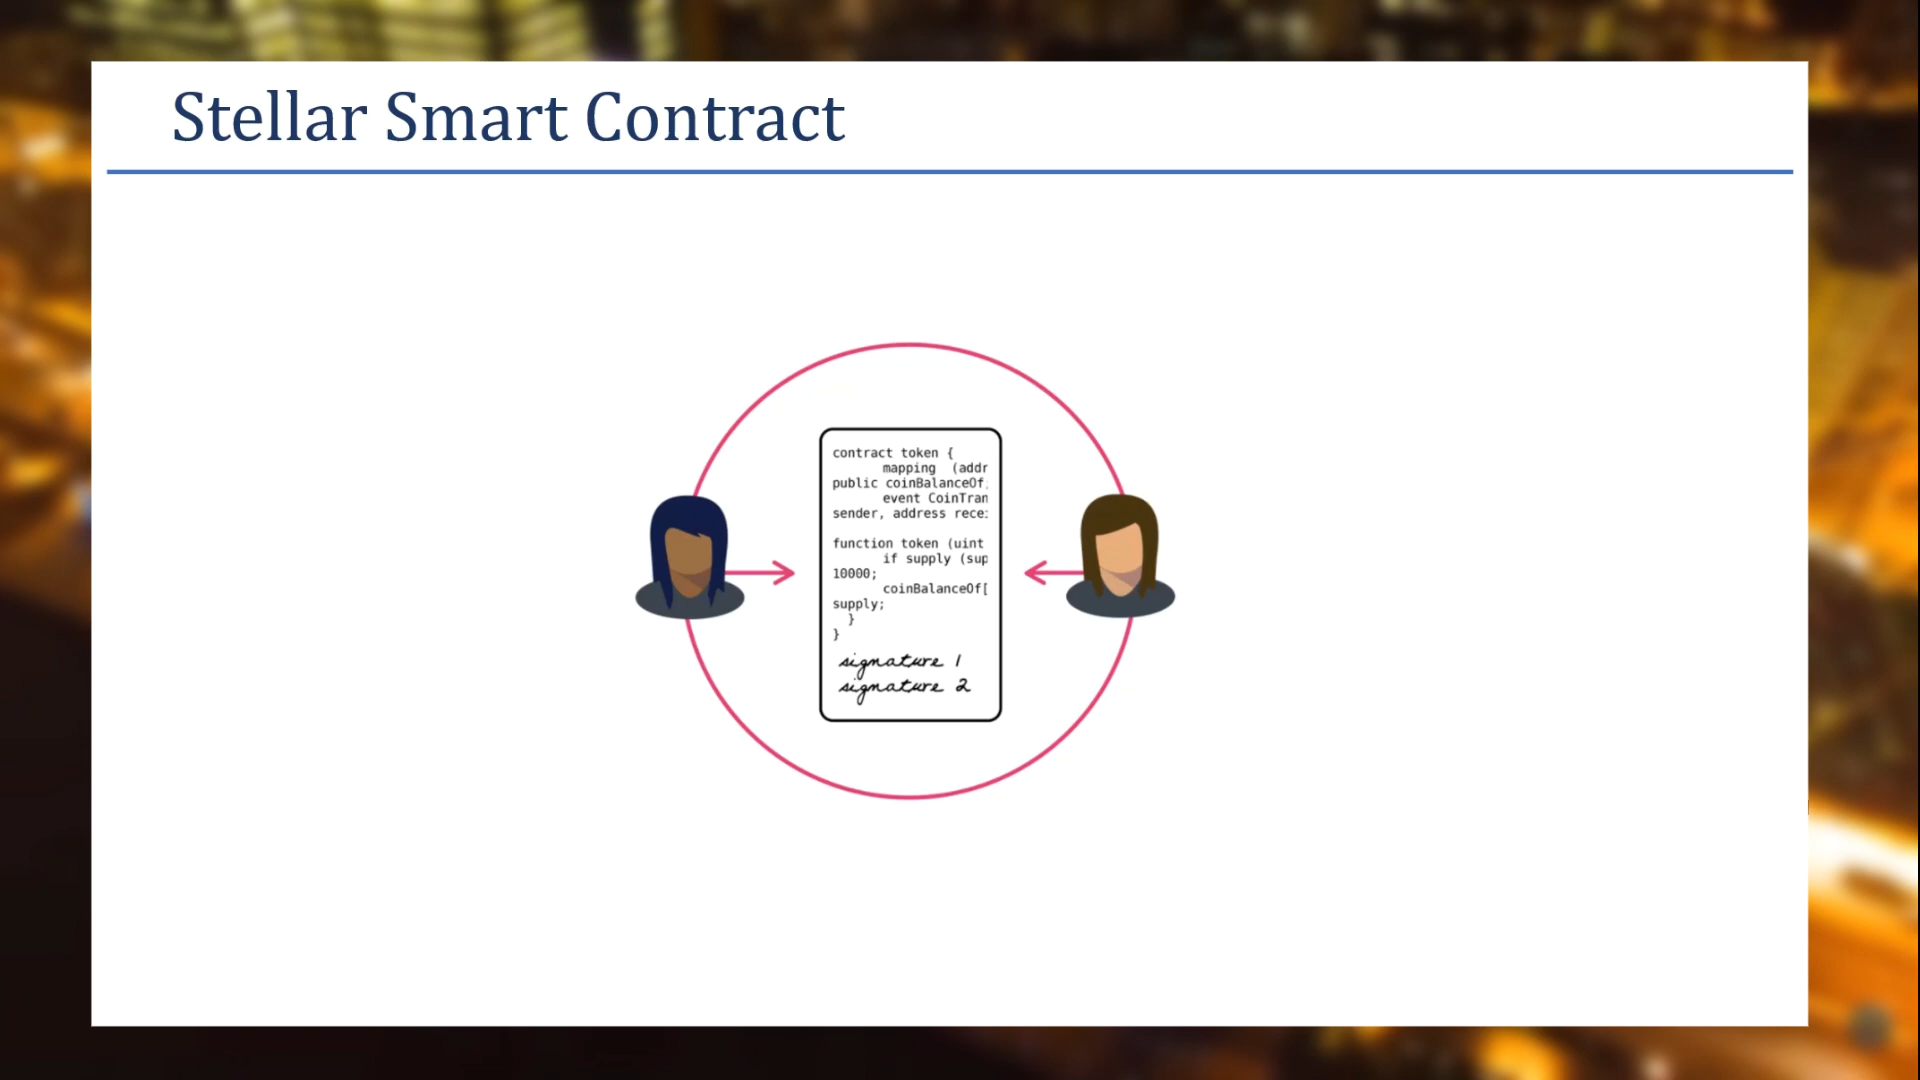 Stellar Smart Contract
contract token {
mapping (addr
public coinBalanceOf
event CoinTran
sender, address rece
function token (uint
if supply (sup
10000;
coinBalanceOf[
supply;
}
}
signature 1
signature 2